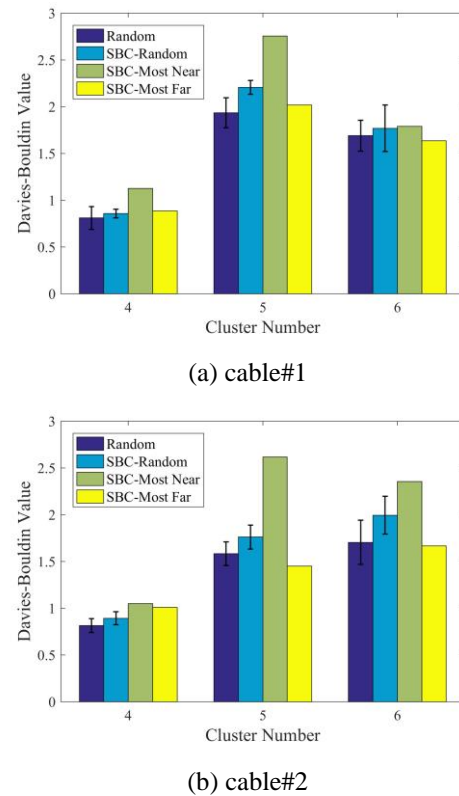 3
2.5
2
1.5
1
0.5
0
Davies-Bouldin Value
Random
SBC-Random
SBC-Most Near
SBC-Most Far
4
5
6
Cluster Number
(a) cable#1
3
2.5
2
1.5
1
0.5
0
Davies-Bouldin Value
Random
SBC-Random
SBC-Most Near
SBC-Most Far
4
5
6
Cluster Number
(b) cable#2